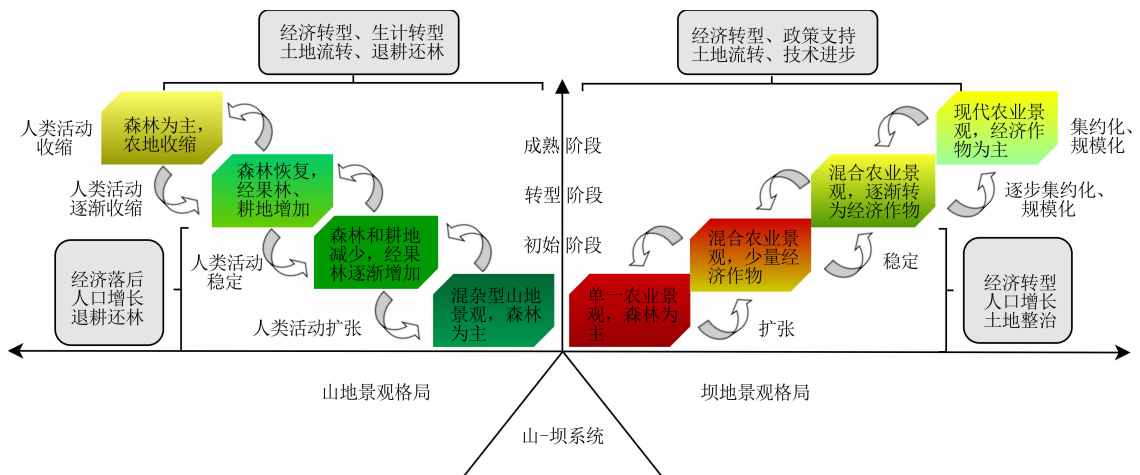 经济转型、生计转型
土地流转、退耕还林
经济转型、政策支持
土地流转、技术进步
人类活动
收缩
森林为主，
农地收缩
人类活动
逐渐收缩
森林恢复，
经果林、
耕地增加
人类活动
稳定
森林和耕地
减少，经果
林逐渐增加
人类活动扩张
混杂型山地
景观，森林
为主
经济落后
人口增长
退耕还林
成熟 阶段
转型 阶段
初始 阶段
现代农业景
观，经济作
物为主
集约化、
规模化
混合农业景
观，逐渐转
为经济作物
逐步集约化、
规模化
混合农业景
观，少量经
济作物
稳定
单一农业景
观，森林为
主
扩张
经济转型
人口增长
土地整治
山地景观格局
坝地景观格局
山-坝系统